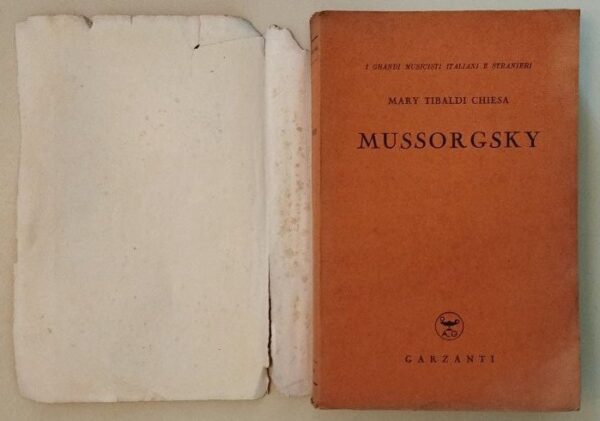 I GRANDI MUSICISTI ITALIANI E STRANIERI
MARY TIBALDI CHIESA
MUSSORGSKY
A. G.
GARZANTI